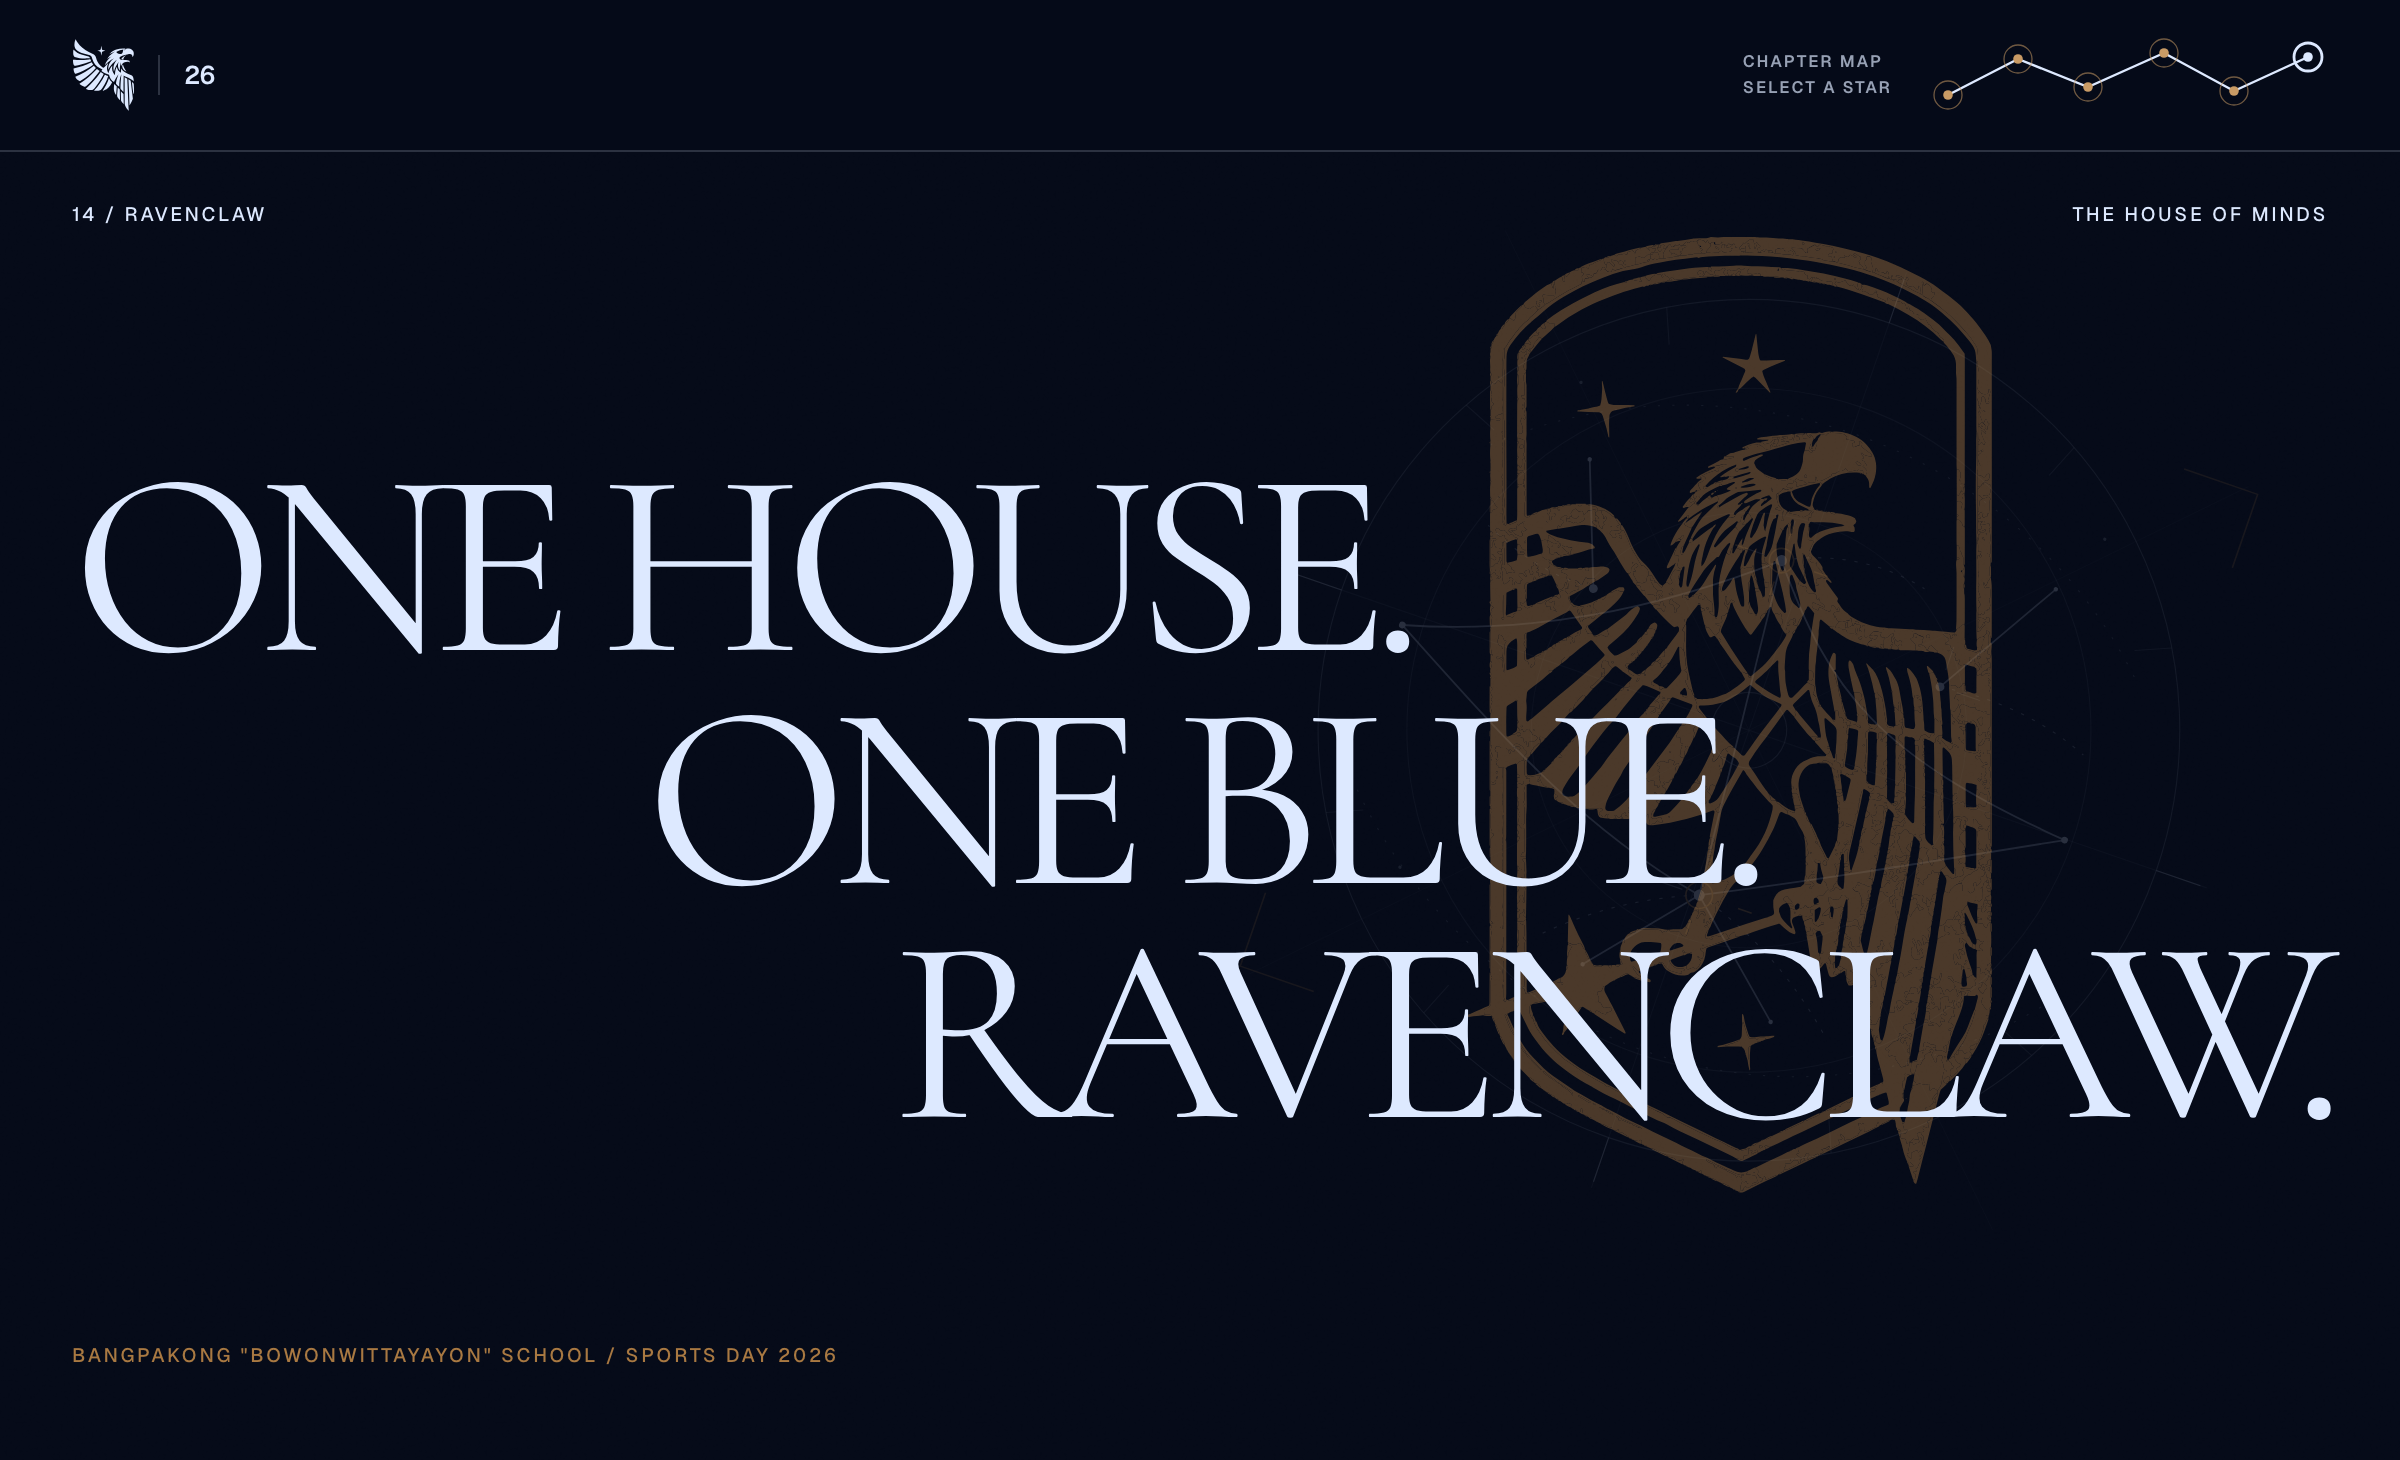 26
CHAPTER MAP
SELECT A STAR
14 / RAVENCLAW
THE HOUSE OF MINDS
ONE HOUSE.
ONE BLUE.
RAVENCLAW.
BANGPAKONG "BOWONWITTAYAYON" SCHOOL / SPORTS DAY 2026